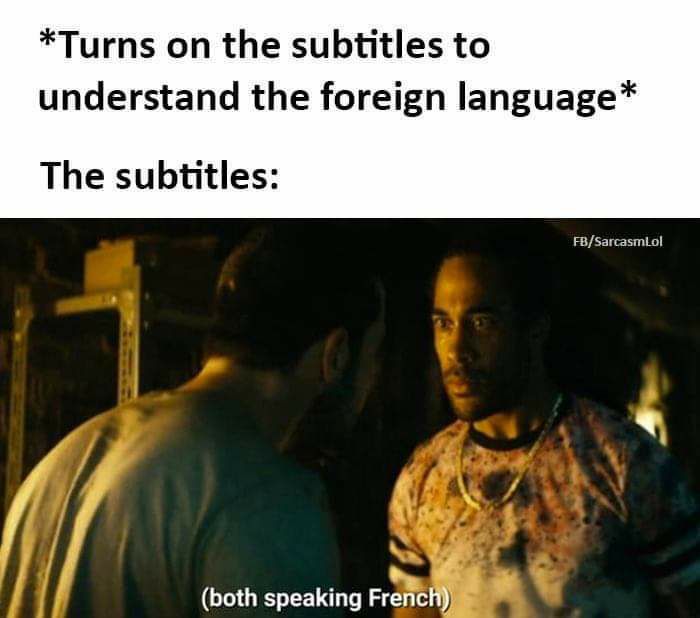 *Turns on the subtitles to
understand the foreign language*
The subtitles:
FB/SarcasmLol
(both speaking French)